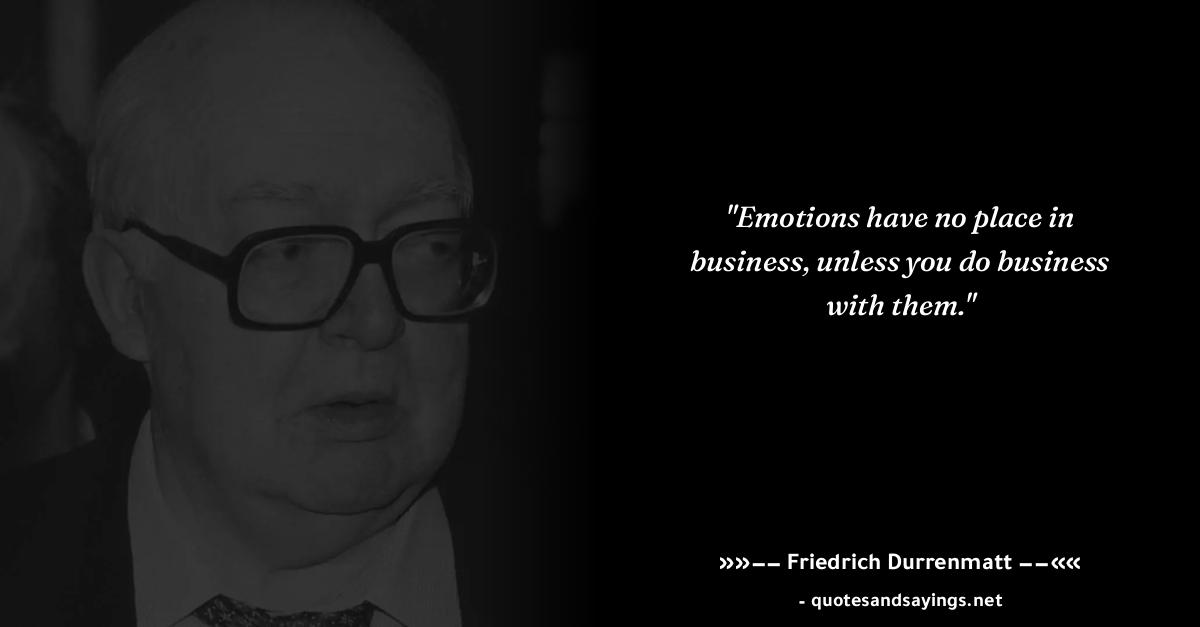 "Emotions have no place in
business, unless you do business
with them."
»»−− Friedrich Durrenmatt −−««
- quotesandsayings.net